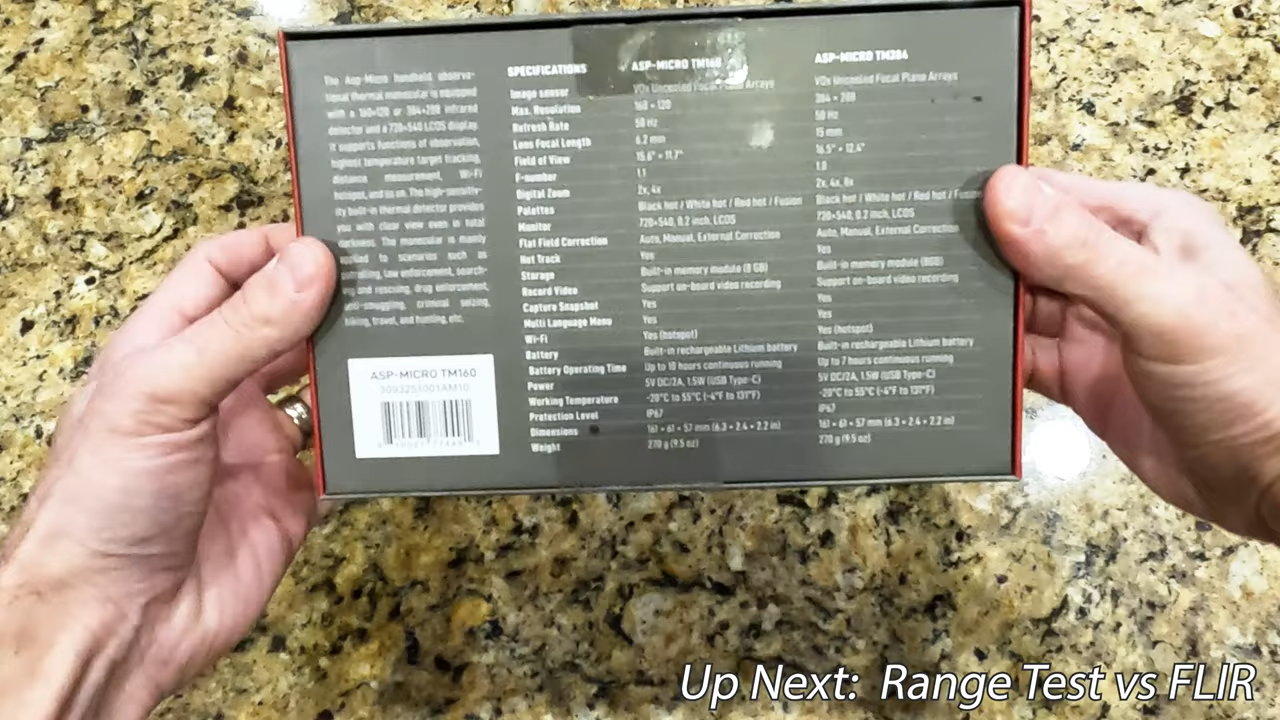 The Asp-Micro handheld observa-
tional thermal monocular is equipped
with a 160×120 or 384×288 infrared
detector and a 720×540 LCOS display.
It supports functions of observation,
highest temperature target tracking,
distance measurement, Wi-Fi
hotspot, and so on. The high-sensitiv-
ity built-in thermal detector provides
you with clear view even in total
darkness. The monocular is mainly
applied to scenarios such as
patrolling, law enforcement, search-
ing and rescuing, drug enforcement,
anti-smuggling, criminal seizing,
hiking, travel, and hunting, etc.
ASP-MICRO TM160
SPECIFICATIONS ASP-MICRO TM160 ASP-MICRO TM384
Image sensor VOx Uncooled Focal Plane Arrays VOx Uncooled Focal Plane Arrays
Max. Resolution 160 × 120 384 × 288
Refresh Rate 50 Hz 50 Hz
Lens Focal Length 6.2 mm 15 mm
Field of View 15.6° × 11.7° 16.5° × 12.4°
F-number 1.1 1.0
Digital Zoom 2x, 4x 2x, 4x, 8x
Palettes Black hot / White hot / Red hot / Fusion Black hot / White hot / Red hot / Fusion
Monitor 720×540, 0.2 inch, LCOS 720×540, 0.2 inch, LCOS
Flat Field Correction Auto, Manual, External Correction Auto, Manual, External Correction
Hot Track Yes Yes
Storage Built-in memory module (8 GB) Built-in memory module (8GB)
Record Video Support on-board video recording Support on-board video recording
Capture Snapshot Yes Yes
Multi Language Menu Yes Yes
Wi-Fi Yes (hotspot) Yes (hotspot)
Battery Built-in rechargeable Lithium battery Built-in rechargeable Lithium battery
Battery Operating Time Up to 10 hours continuous running Up to 7 hours continuous running
Power 5V DC/2A, 1.5W (USB Type-C) 5V DC/2A, 1.5W (USB Type-C)
Working Temperature -20°C to 55°C (-4°F to 131°F) -20°C to 55°C (-4°F to 131°F)
Protection Level IP67 IP67
Dimensions 161 × 61 × 57 mm (6.3 × 2.4 × 2.2 in) 161 × 61 × 57 mm (6.3 × 2.4 × 2.2 in)
Weight 270 g (9.5 oz) 270 g (9.5 oz)
Up Next: Range Test vs FLIR